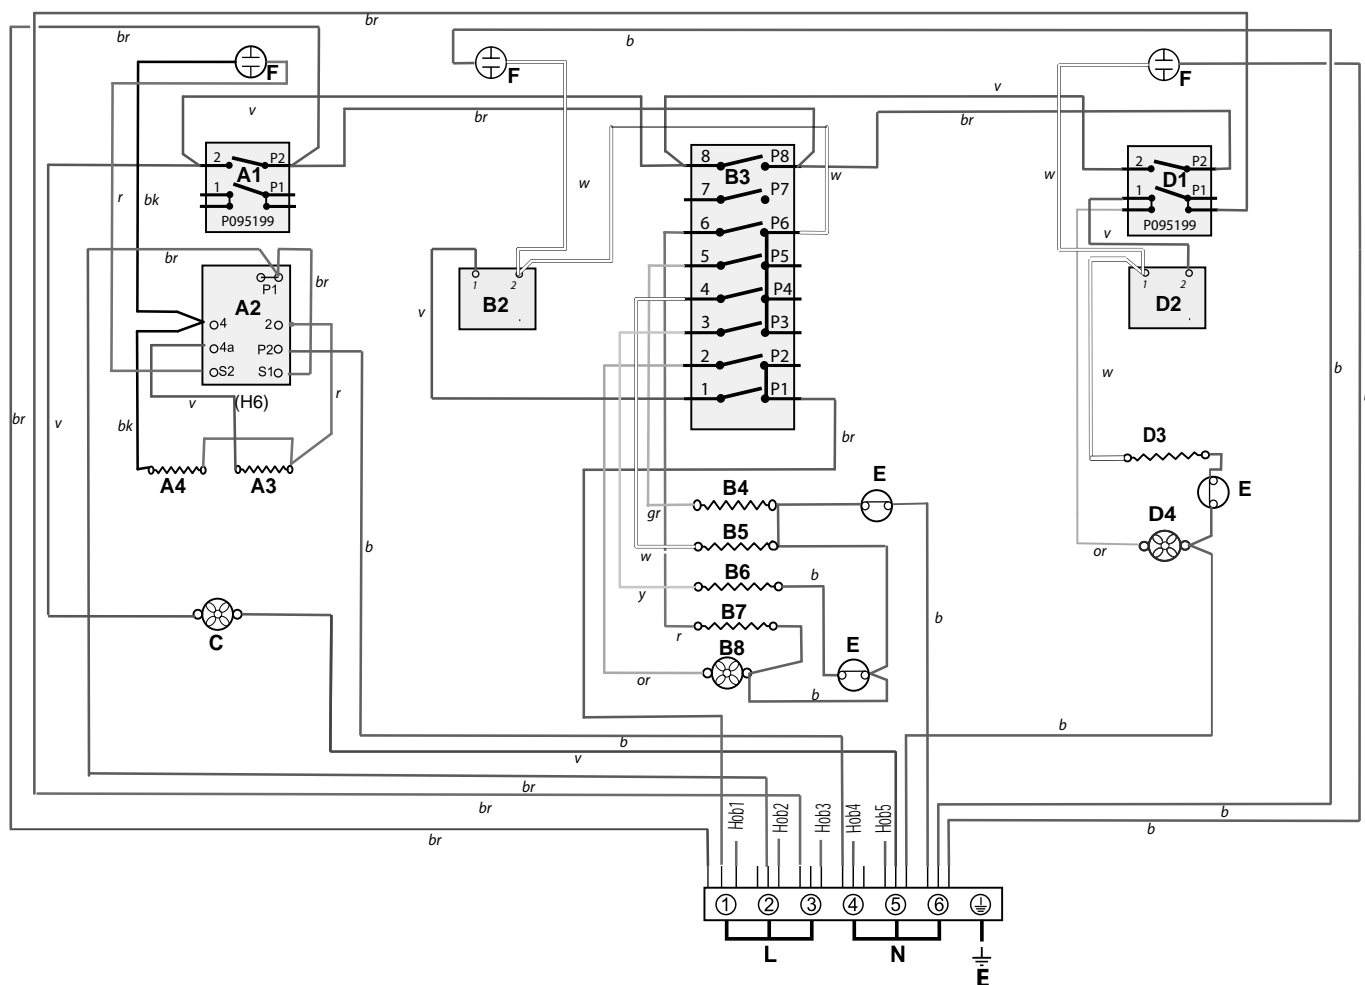 br
br
b
F
F
F
v
br
v
br
2 P2
A1
1 P1
P095199
8 P8
B3
7 P7
6 P6
5 P5
4 P4
3 P3
2 P2
1 P1
2 P2
D1
1 P1
P095199
r
bk
w
w
w
v
br
br
P1
A2
4
2
4a
P2
S2
S1
(H6)
v
r
1 2
B2
v
1 2
D2
w
b
br
v
bk
A4
A3
br
b
D3
E
D4
or
B4
E
gr
B5
w
B6
b
y
B7
r
B8
E
or
b
b
C
b
b
v
br
br
br
b
b
Hob1
Hob2
Hob3
Hob4
Hob5
1 2 3 4 5 6
L
N
E